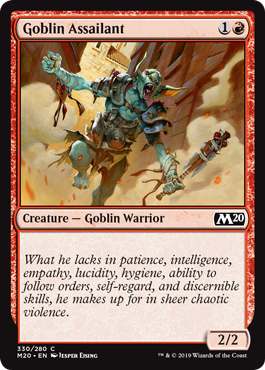 Goblin Assailant 1
Creature — Goblin Warrior M20
What he lacks in patience, intelligence,
empathy, lucidity, hygiene, ability to
follow orders, self-regard, and discernible
skills, he makes up for in sheer chaotic
violence.
2/2
330/280 C
M20 • EN Jesper Ejsing ™ & © 2019 Wizards of the Coast